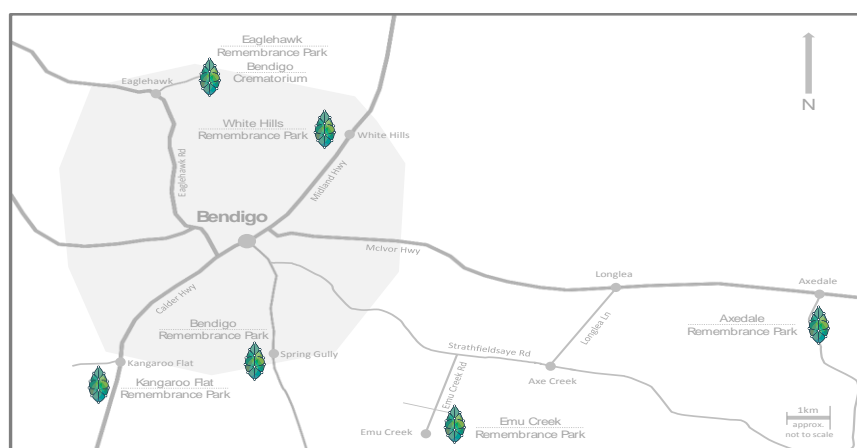 Eaglehawk
Remembrance Park
Bendigo
Crematorium
Eaglehawk
N
White Hills
Remembrance Park
White Hills
Eaglehawk Rd
Midland Hwy
Bendigo
McIvor Hwy
Longlea
Axedale
Calder Hwy
Longlea Ln
Axedale
Remembrance Park
Bendigo
Remembrance Park
Strathfieldsaye Rd
Spring Gully
Kangaroo Flat
Axe Creek
Kangaroo Flat
Remembrance Park
Emu Creek Rd
1km
approx.
not to scale
Emu Creek
Remembrance Park
Emu Creek